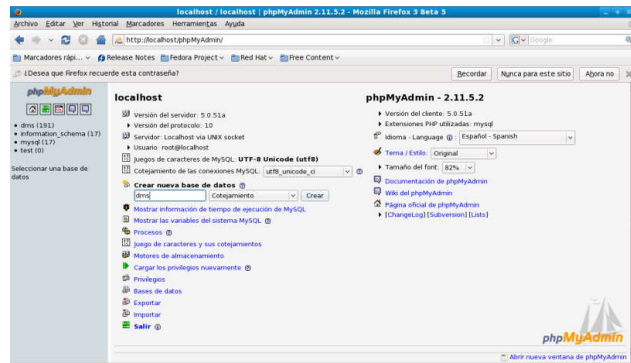 localhost / localhost | phpMyAdmin 2.11.5.2 - Mozilla Firefox 3 Beta 5
Archivo Editar Ver Historial Marcadores Herramientas Ayuda
http://localhost/phpMyAdmin/
Google
Marcadores rápi... Release Notes Fedora Project Red Hat Free Content
¿Desea que Firefox recuerde esta contraseña?
Recordar Nunca para este sitio Ahora no
phpMyAdmin
dms (191)
information_schema (17)
mysql (17)
test (0)
Seleccionar una base de
datos
localhost
Versión del servidor: 5.0.51a
Versión del protocolo: 10
Servidor: Localhost via UNIX socket
Usuario: root@localhost
Juegos de caracteres de MySQL: UTF-8 Unicode (utf8)
Cotejamiento de las conexiones MySQL: utf8_unicode_ci
Crear nueva base de datos
dms Cotejamiento Crear
Mostrar información de tiempo de ejecución de MySQL
Mostrar las variables del sistema MySQL
Procesos
Juego de caracteres y sus cotejamientos
Motores de almacenamiento
Cargar los privilegios nuevamente
Privilegios
Bases de datos
Exportar
Importar
Salir
phpMyAdmin - 2.11.5.2
Versión del cliente: 5.0.51a
Extensiones PHP utilizadas: mysql
Idioma - Language : Español - Spanish
Tema / Estilo: Original
Tamaño del font: 82%
Documentación de phpMyAdmin
Wiki del phpMyAdmin
Página oficial de phpMyAdmin
[ChangeLog] [Subversion] [Lists]
phpMyAdmin
Abrir nueva ventana de phpMyAdmin